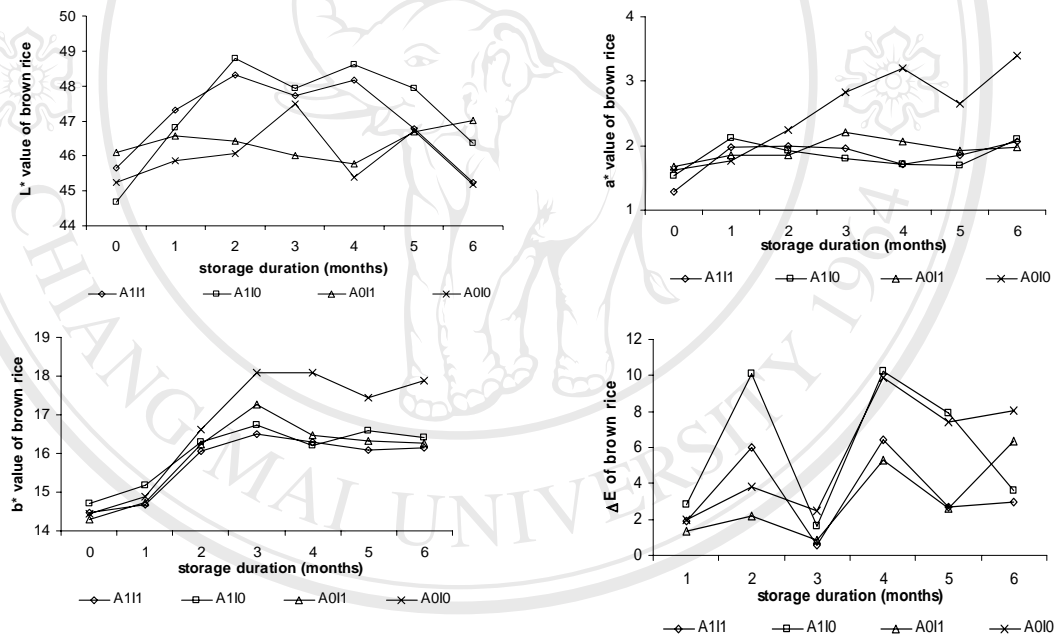 L* value of brown rice
50
49
48
47
46
45
44
0 1 2 3 4 5 6
storage duration (months)
A1I1 A1I0 A0I1 A0I0
a* value of brown rice
4
3
2
1
0 1 2 3 4 5 6
storage duration (months)
A1I1 A1I0 A0I1 A0I0
b* value of brown rice
19
18
17
16
15
14
0 1 2 3 4 5 6
storage duration (months)
A1I1 A1I0 A0I1 A0I0
Δ E of brown rice
12
10
8
6
4
2
0
1 2 3 4 5 6
storage duration (months)
A1I1 A1I0 A0I1 A0I0
CHIANG MAI UNIVERSITY 1964